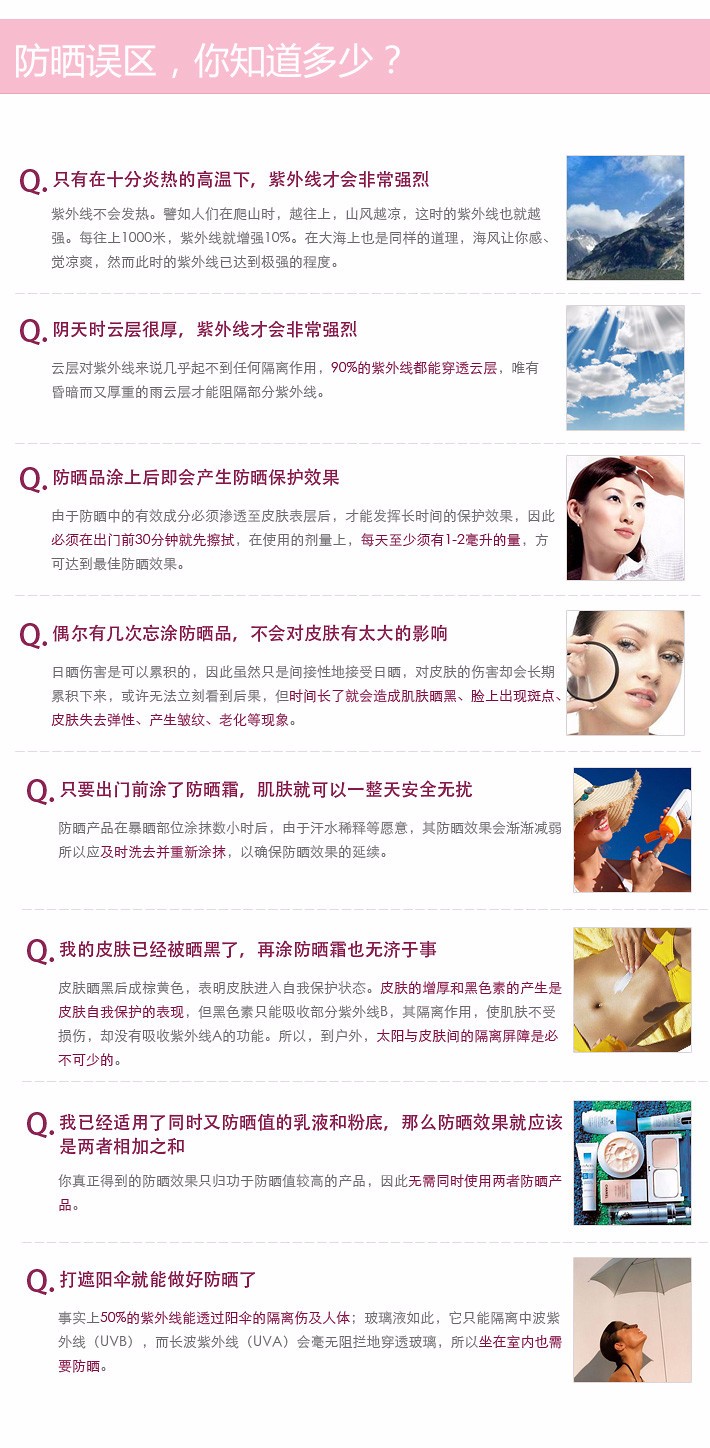 防晒误区，你知道多少？
Q. 只有在十分炎热的高温下，紫外线才会非常强烈
紫外线不会发热。譬如人们在爬山时，越往上，山风越凉，这时的紫外线也就越
强。每往上1000米，紫外线就增强10%。在大海上也是同样的道理，海风让你感、
觉凉爽，然而此时的紫外线已达到极强的程度。
Q. 阴天时云层很厚，紫外线才会非常强烈
云层对紫外线来说几乎起不到任何隔离作用，90%的紫外线都能穿透云层，唯有
昏暗而又厚重的雨云层才能阻隔部分紫外线。
Q. 防晒品涂上后即会产生防晒保护效果
由于防晒中的有效成分必须渗透至皮肤表层后，才能发挥长时间的保护效果，因此
必须在出门前30分钟就先擦拭，在使用的剂量上，每天至少须有1-2毫升的量，方
可达到最佳防晒效果。
Q. 偶尔有几次忘涂防晒品，不会对皮肤有太大的影响
日晒伤害是可以累积的，因此虽然只是间接性地接受日晒，对皮肤的伤害却会长期
累积下来，或许无法立刻看到后果，但时间长了就会造成肌肤晒黑、脸上出现斑点、
皮肤失去弹性、产生皱纹、老化等现象。
Q. 只要出门前涂了防晒霜，肌肤就可以一整天安全无扰
防晒产品在暴晒部位涂抹数小时后，由于汗水稀释等愿意，其防晒效果会渐渐减弱
所以应及时洗去并重新涂抹，以确保防晒效果的延续。
Q. 我的皮肤已经被晒黑了，再涂防晒霜也无济于事
皮肤晒黑后成棕黄色，表明皮肤进入自我保护状态。皮肤的增厚和黑色素的产生是
皮肤自我保护的表现，但黑色素只能吸收部分紫外线B，其隔离作用，使肌肤不受
损伤，却没有吸收紫外线A的功能。所以，到户外，太阳与皮肤间的隔离屏障是必
不可少的。
Q. 我已经适用了同时又防晒值的乳液和粉底，那么防晒效果就应该
是两者相加之和
你真正得到的防晒效果只归功于防晒值较高的产品，因此无需同时使用两者防晒产
品。
Q. 打遮阳伞就能做好防晒了
事实上50%的紫外线能透过阳伞的隔离伤及人体；玻璃液如此，它只能隔离中波紫
外线（UVB），而长波紫外线（UVA）会毫无阻拦地穿透玻璃，所以坐在室内也需
要防晒。